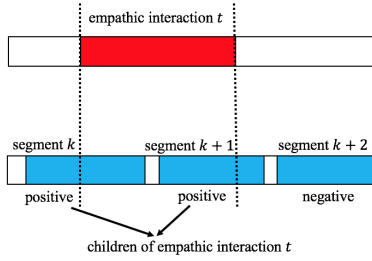 empathic interaction t
segment k
segment k + 1
segment k + 2
positive
positive
negative
children of empathic interaction t